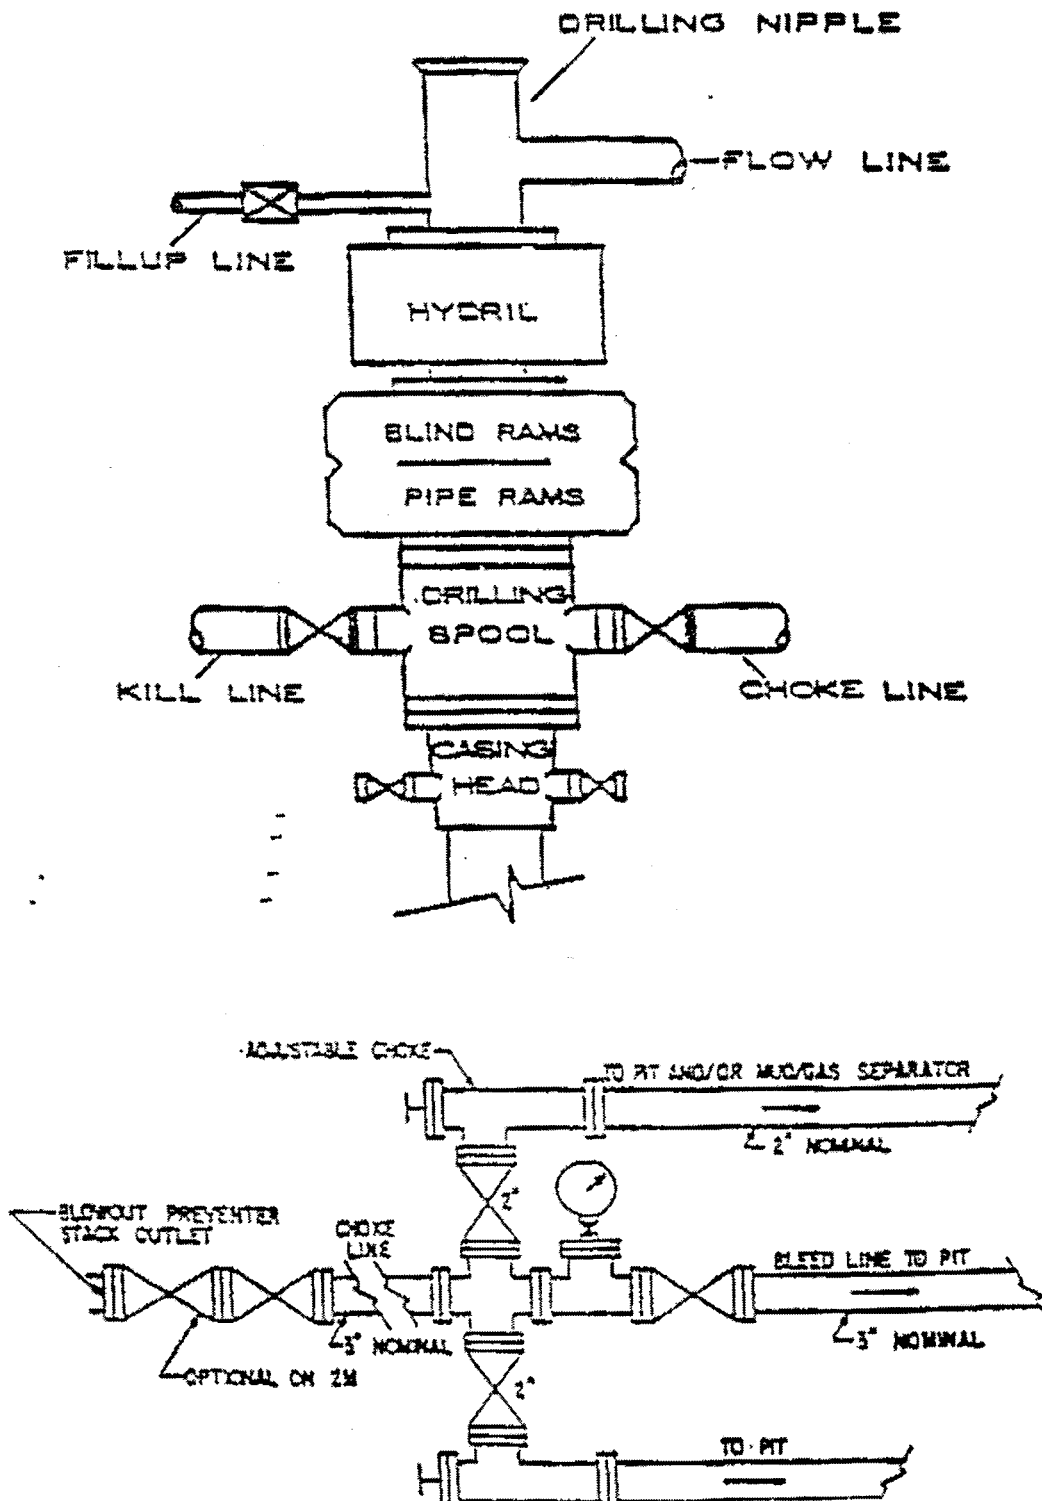 DRILLING NIPPLE
FLOW LINE
FILLUP LINE
HYDRIL
BLIND RAMS
PIPE RAMS
DRILLING
SPOOL
KILL LINE
CHOKE LINE
CASING
HEAD
ADJUSTABLE CHOKE
TO PIT AND/OR MUD/GAS SEPARATOR
2" NOMINAL
2"
BLOWOUT PREVENTER
STACK OUTLET
CHOKE
LINE
BLEED LINE TO PIT
3" NOMINAL
3" NOMINAL
OPTIONAL ON 2M
2"
TO PIT